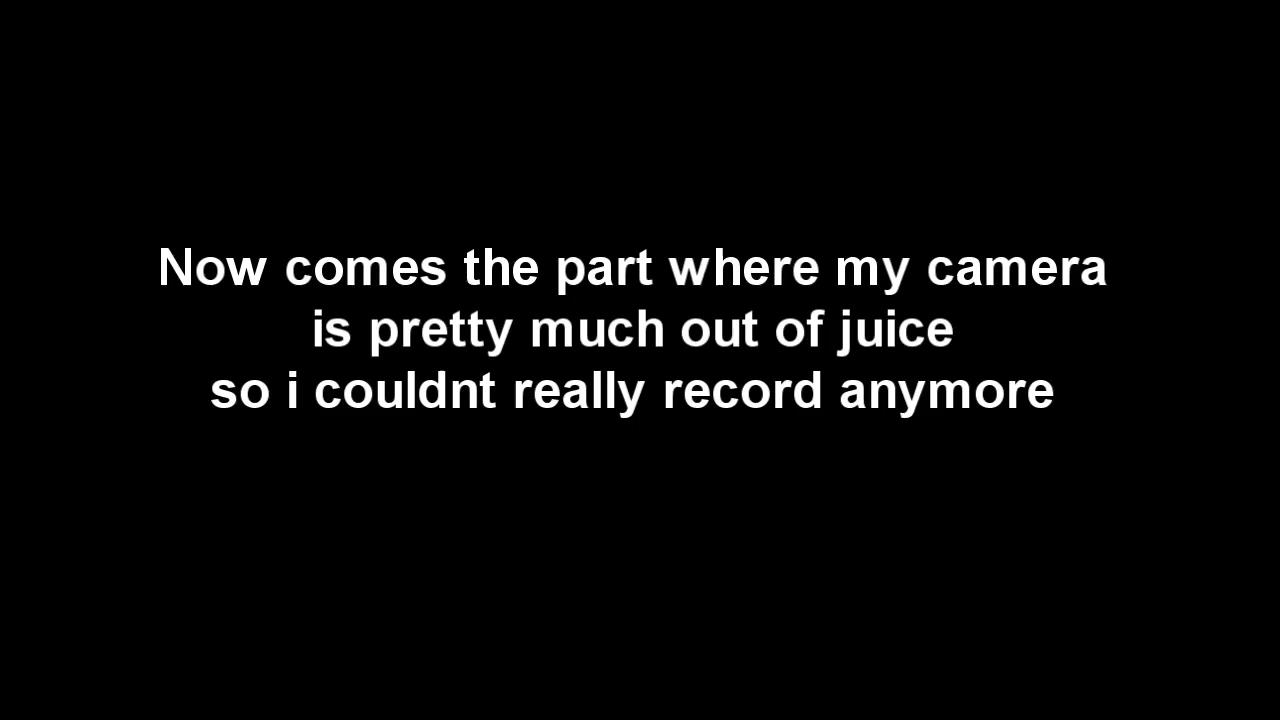 Now comes the part where my camera
is pretty much out of juice
so i couldnt really record anymore